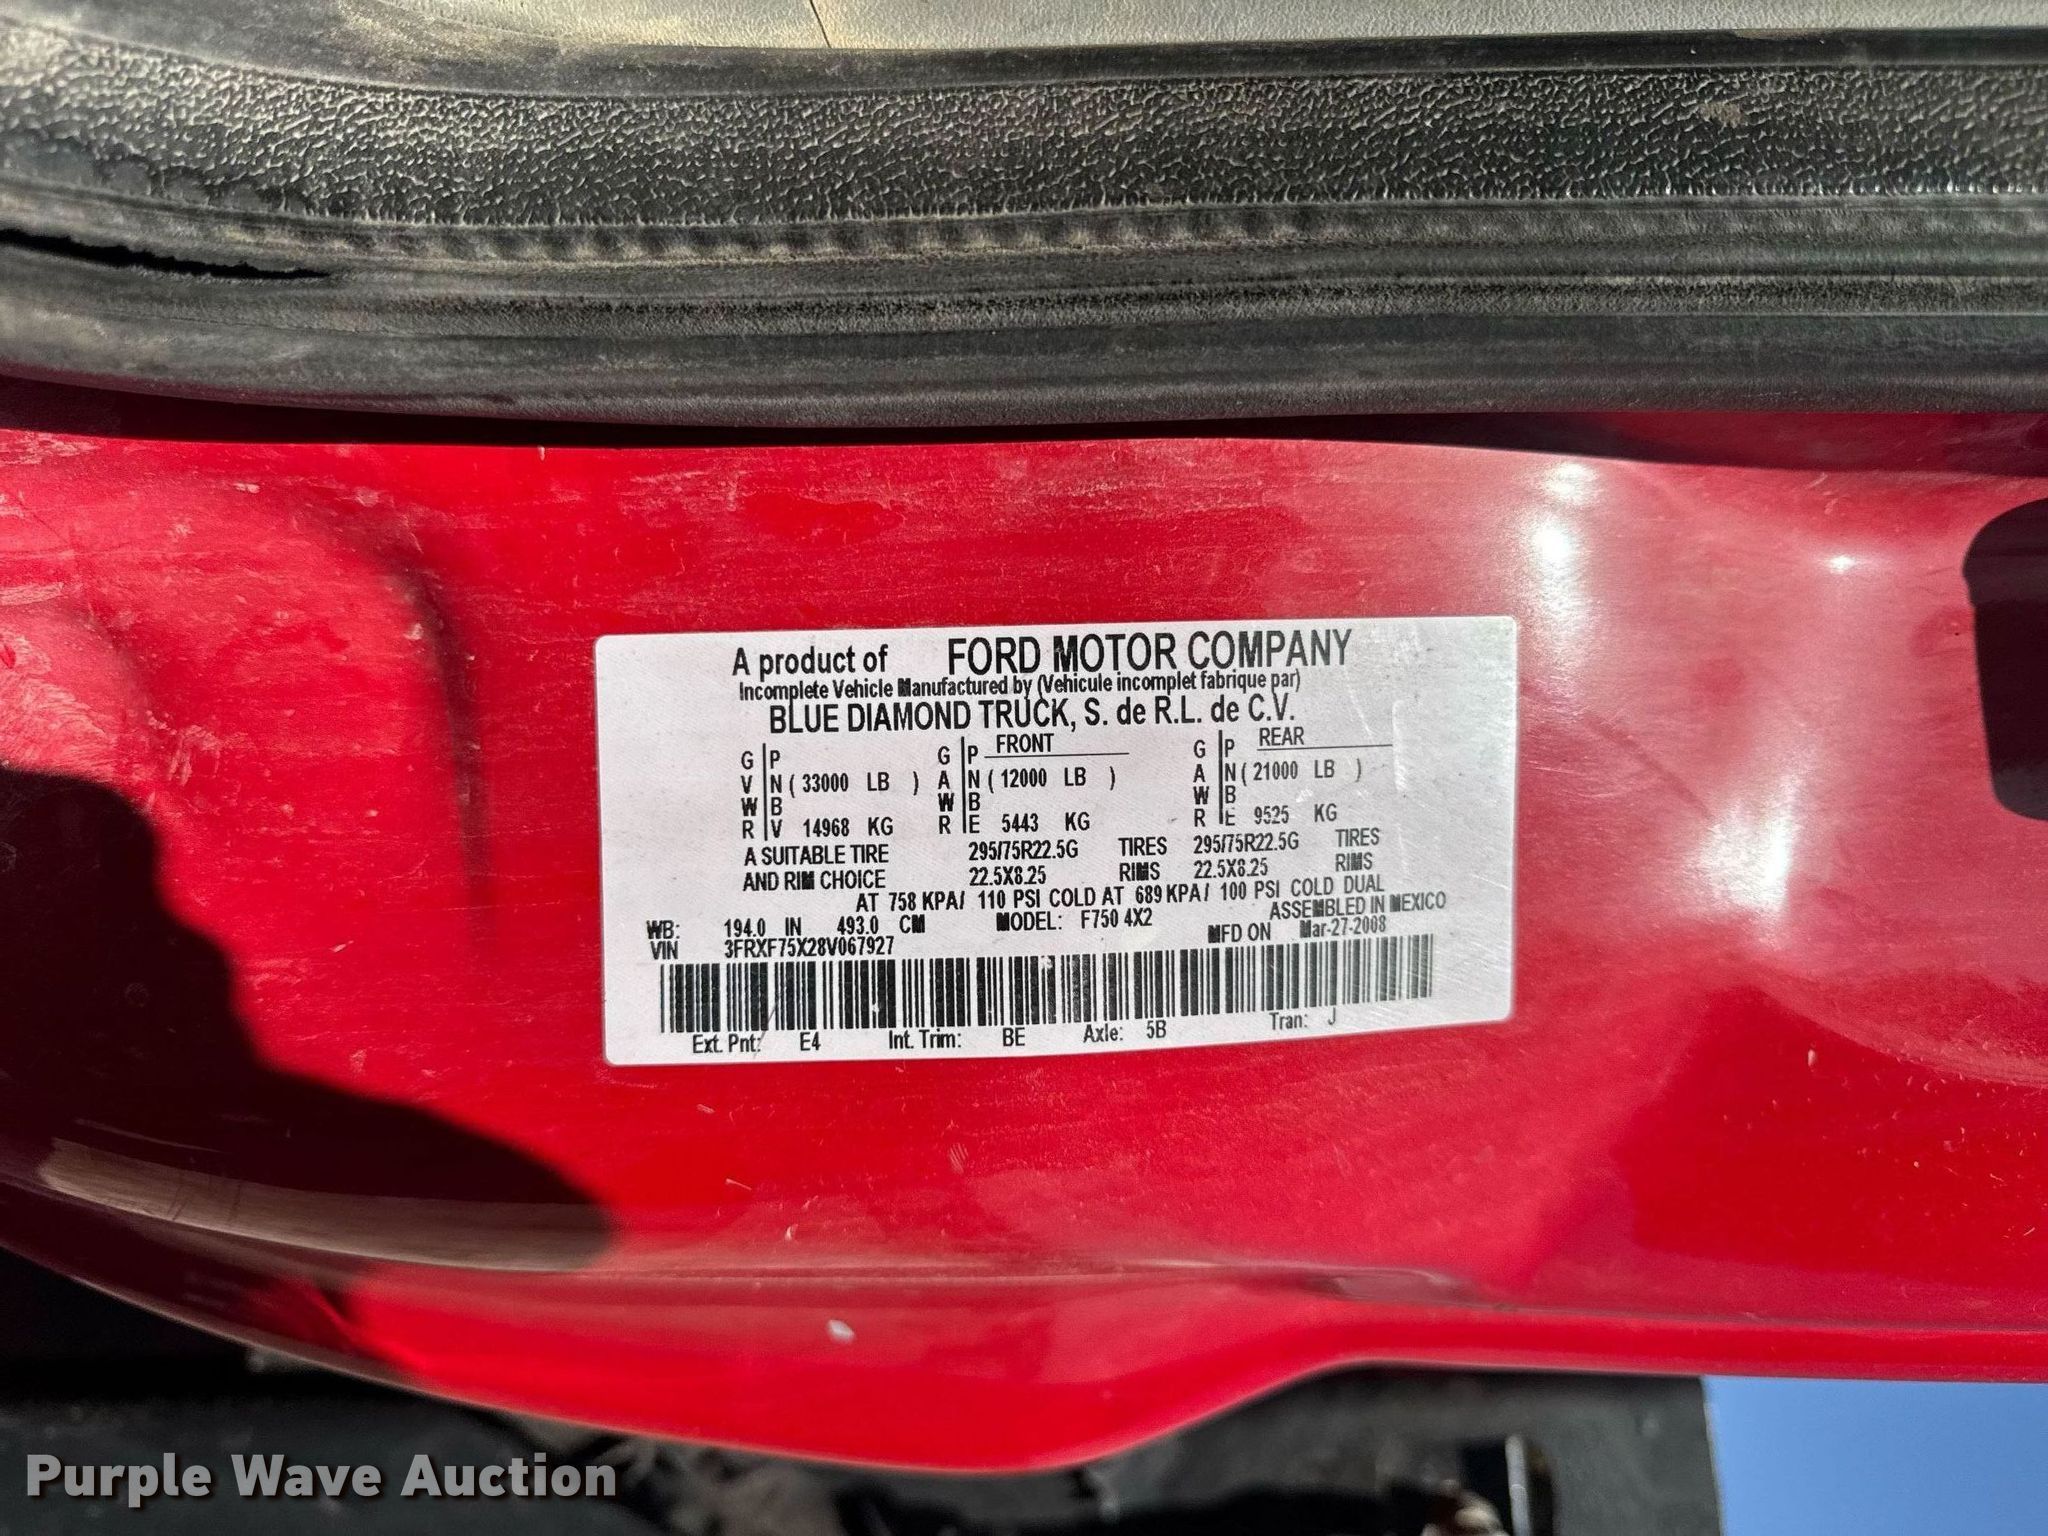 A product of FORD MOTOR COMPANY
Incomplete Vehicle Manufactured by (Vehicule incomplet fabrique par)
BLUE DIAMOND TRUCK, S. de R.L. de C.V.
G P G P FRONT G P REAR
V N ( 33000 LB ) A N ( 12000 LB ) A N ( 21000 LB )
W B W B W B
R V 14968 KG R E 5443 KG R E 9525 KG
A SUITABLE TIRE 295/75R22.5G TIRES 295/75R22.5G TIRES
AND RIM CHOICE 22.5X8.25 RIMS 22.5X8.25 RIMS
AT 758 KPA/ 110 PSI COLD AT 689 KPA/ 100 PSI COLD DUAL
ASSEMBLED IN MEXICO
WB: 194.0 IN 493.0 CM MODEL: F750 4X2
VIN 3FRXF75X28V067927 MFD ON Mar-27-2008
Ext. Pnt: E4 Int. Trim: BE Axle: 5B Tran: J
Purple Wave Auction